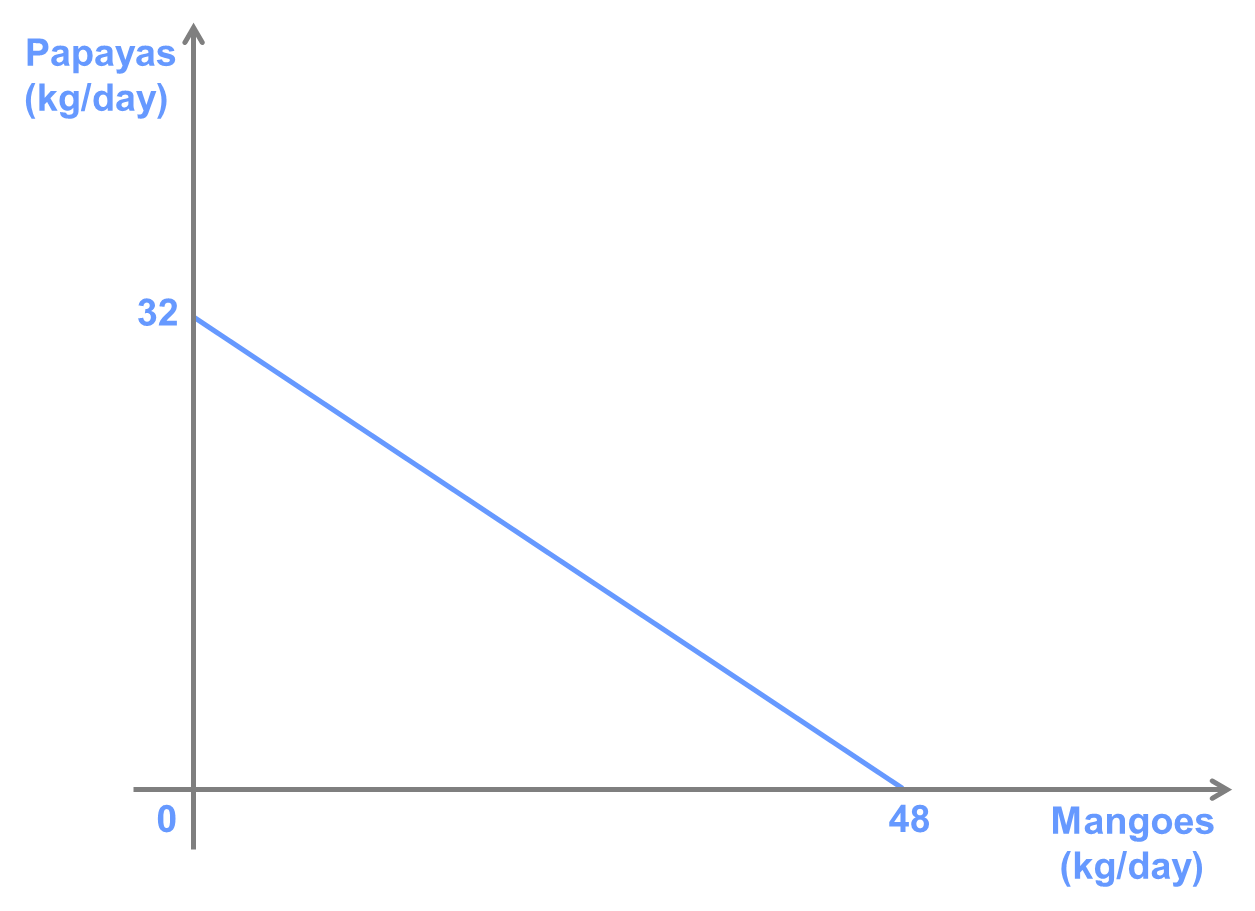 Papayas
(kg/day)
32
0
48
Mangoes
(kg/day)